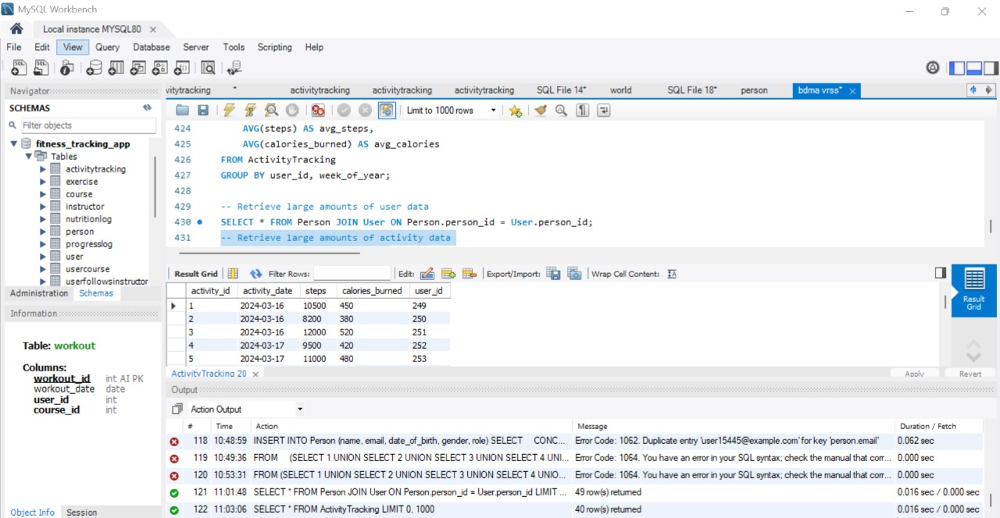 MySQL Workbench
Local instance MYSQL80 ×
File Edit View Query Database Server Tools Scripting Help
Navigator
SCHEMAS
Filter objects
fitness_tracking_app
Tables
activitytracking
exercise
course
instructor
nutritionlog
person
progresslog
user
usercourse
userfollowsinstructor
Administration Schemas
Information
Table: workout
Columns:
workout_id int AI PK
workout_date date
user_id int
course_id int
Object Info Session
vitytracking * activitytracking activitytracking activitytracking SQL File 14* world SQL File 18* person bdma vrss* ×
Limit to 1000 rows
424 AVG(steps) AS avg_steps,
425 AVG(calories_burned) AS avg_calories
426 FROM ActivityTracking
427 GROUP BY user_id, week_of_year;
428
429 -- Retrieve large amounts of user data
430 SELECT * FROM Person JOIN User ON Person.person_id = User.person_id;
431 -- Retrieve large amounts of activity data
Result Grid Filter Rows: Edit: Export/Import: Wrap Cell Content:
activity_id activity_date steps calories_burned user_id
1 2024-03-16 10500 450 249
2 2024-03-16 8200 380 250
3 2024-03-16 12000 520 251
4 2024-03-17 9500 420 252
5 2024-03-17 11000 480 253
Result
Grid
ActivityTracking 20 × Apply Revert
Output
Action Output
# Time Action Message Duration / Fetch
118 10:48:59 INSERT INTO Person (name, email, date_of_birth, gender, role) SELECT CONC... Error Code: 1062. Duplicate entry 'user15445@example.com' for key 'person.email' 0.062 sec
119 10:49:36 FROM (SELECT 1 UNION SELECT 2 UNION SELECT 3 UNION SELECT 4 UNI... Error Code: 1064. You have an error in your SQL syntax; check the manual that corr... 0.000 sec
120 10:53:31 FROM (SELECT 1 UNION SELECT 2 UNION SELECT 3 UNION SELECT 4 UNIO... Error Code: 1064. You have an error in your SQL syntax; check the manual that corr... 0.000 sec
121 11:01:48 SELECT * FROM Person JOIN User ON Person.person_id = User.person_id LIMIT ... 49 row(s) returned 0.016 sec / 0.000 sec
122 11:03:06 SELECT * FROM ActivityTracking LIMIT 0, 1000 40 row(s) returned 0.016 sec / 0.000 sec